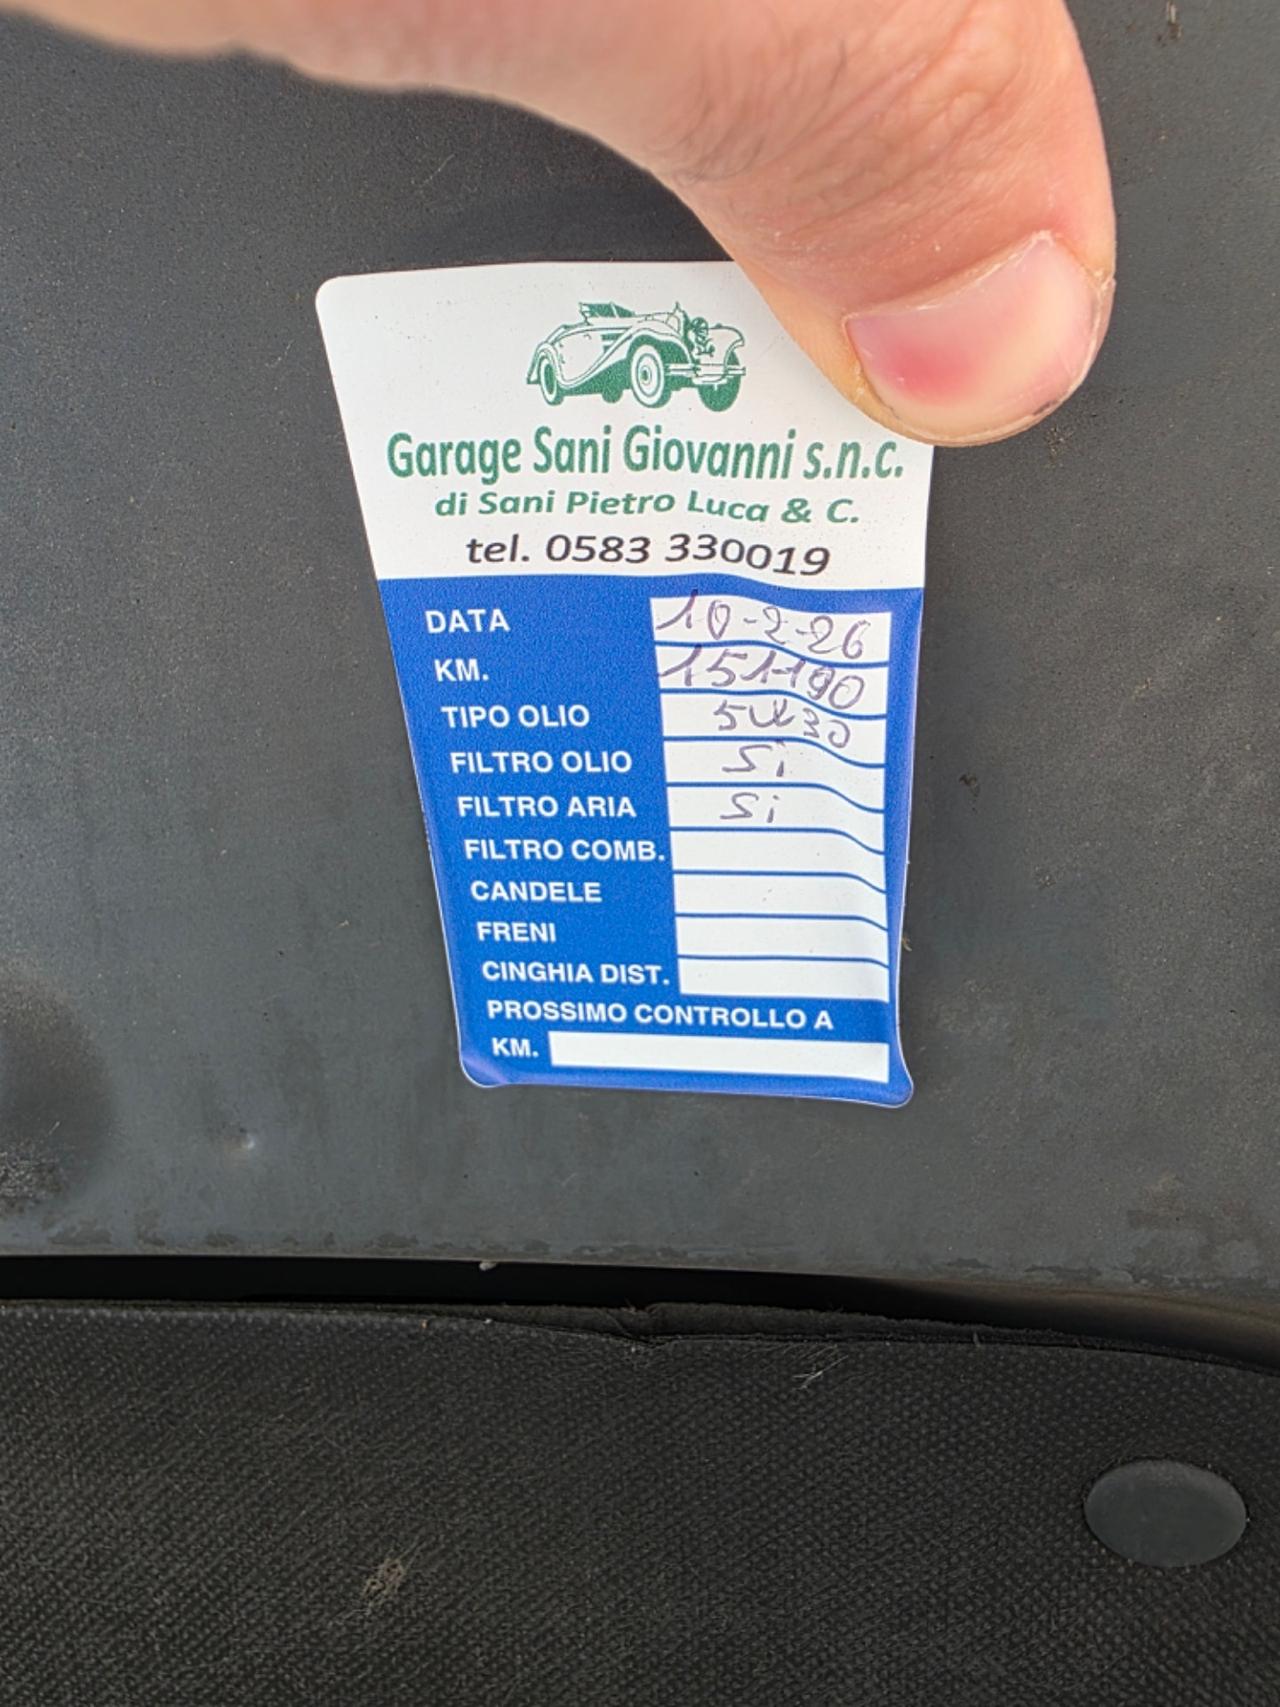 Garage Sani Giovanni s.n.c.
di Sani Pietro Luca & C.
tel. 0583 330019
DATA 10-2-26
KM. 151190
TIPO OLIO 5W30
FILTRO OLIO Si
FILTRO ARIA Si
FILTRO COMB.
CANDELE
FRENI
CINGHIA DIST.
PROSSIMO CONTROLLO A
KM.